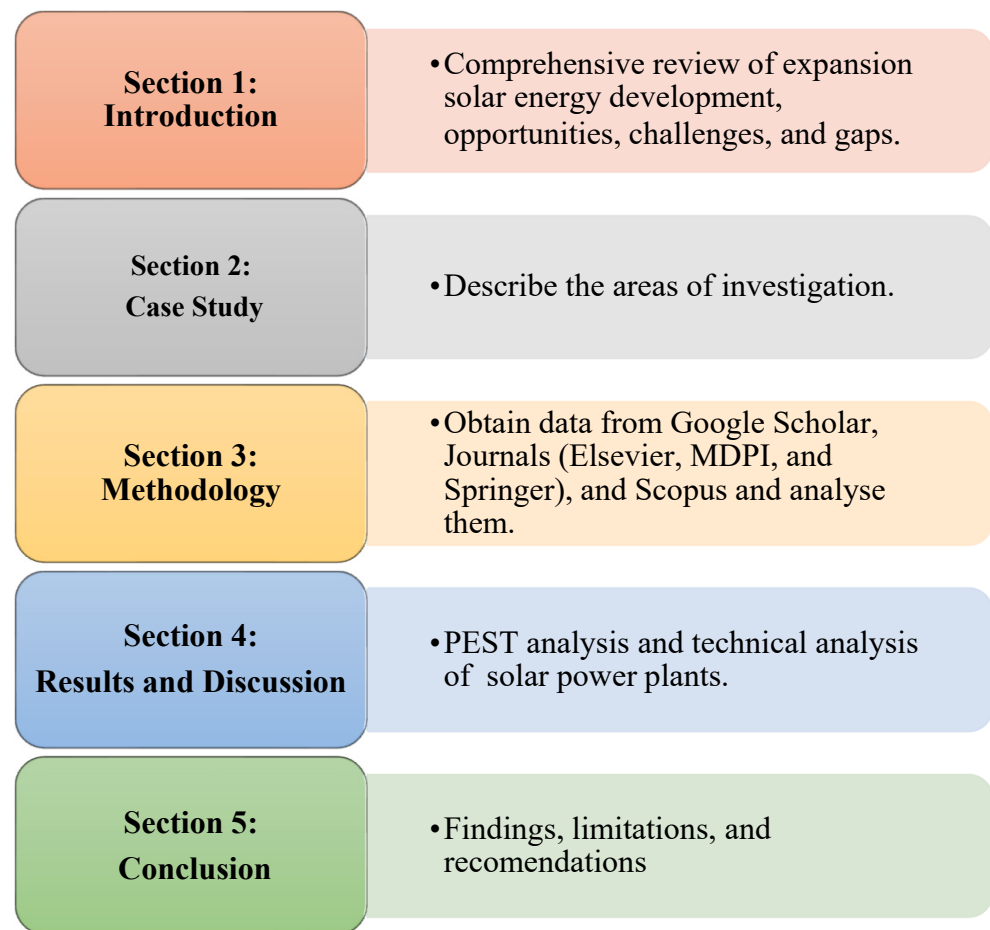 Section 1:
Introduction
•Comprehensive review of expansion
solar energy development,
opportunities, challenges, and gaps.
Section 2:
Case Study
•Describe the areas of investigation.
Section 3:
Methodology
•Obtain data from Google Scholar,
Journals (Elsevier, MDPI, and
Springer), and Scopus and analyse
them.
Section 4:
Results and Discussion
•PEST analysis and technical analysis
of solar power plants.
Section 5:
Conclusion
•Findings, limitations, and
recomendations